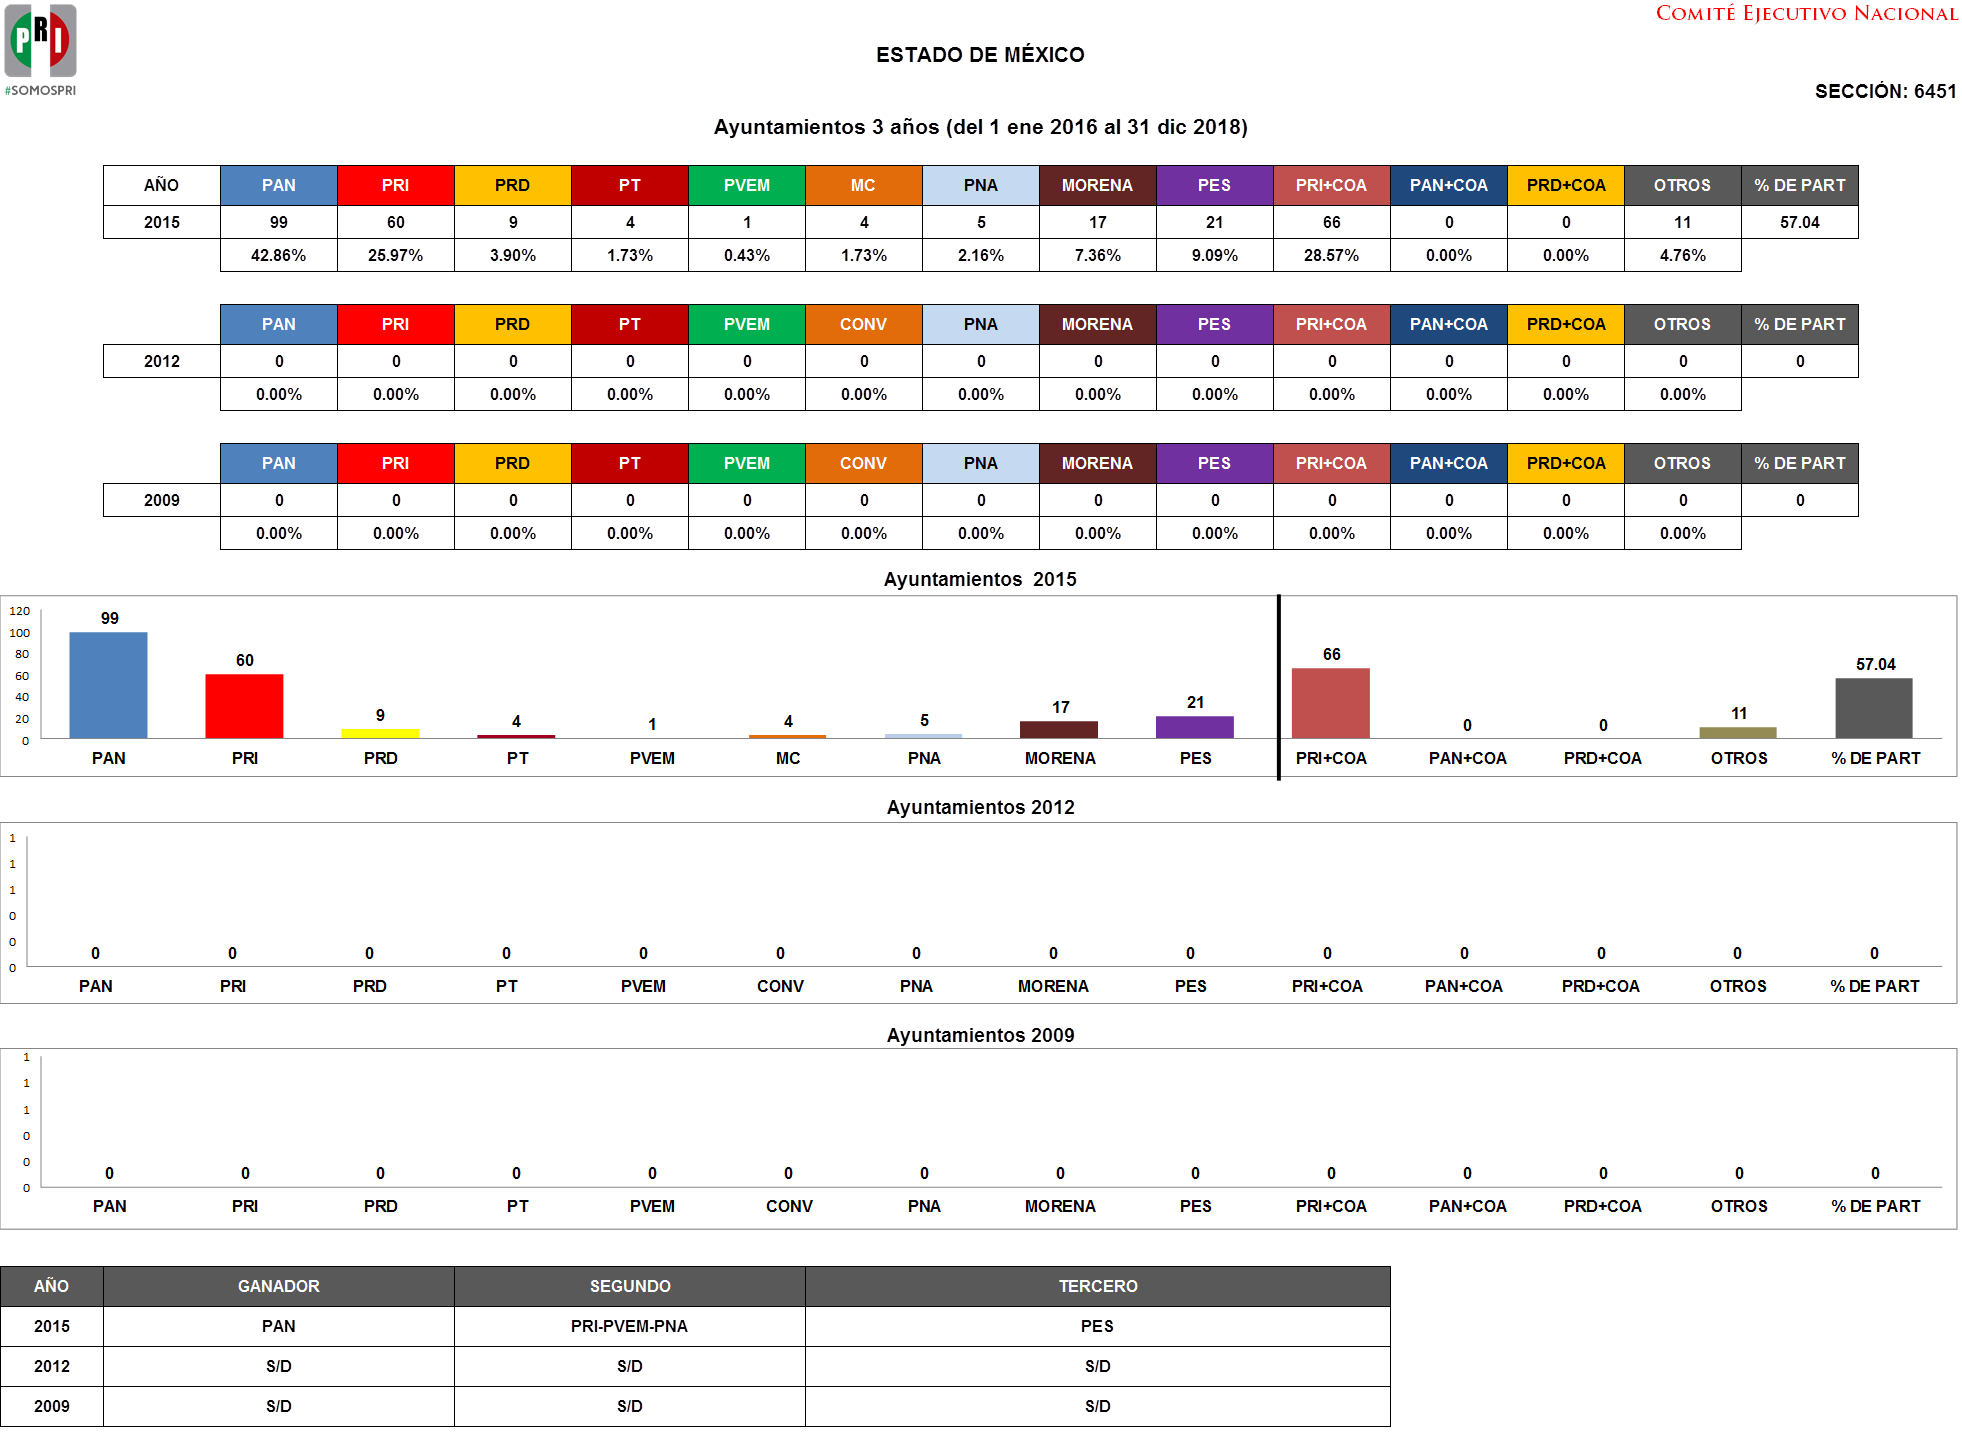 PRI
#SOMOSPRI
COMITÉ EJECUTIVO NACIONAL
ESTADO DE MÉXICO
SECCIÓN: 6451
Ayuntamientos 3 años (del 1 ene 2016 al 31 dic 2018)
AÑO PAN PRI PRD PT PVEM MC PNA MORENA PES PRI+COA PAN+COA PRD+COA OTROS % DE PART
2015 99 60 9 4 1 4 5 17 21 66 0 0 11 57.04
42.86% 25.97% 3.90% 1.73% 0.43% 1.73% 2.16% 7.36% 9.09% 28.57% 0.00% 0.00% 4.76%
PAN PRI PRD PT PVEM CONV PNA MORENA PES PRI+COA PAN+COA PRD+COA OTROS % DE PART
2012 0 0 0 0 0 0 0 0 0 0 0 0 0 0
0.00% 0.00% 0.00% 0.00% 0.00% 0.00% 0.00% 0.00% 0.00% 0.00% 0.00% 0.00% 0.00%
PAN PRI PRD PT PVEM CONV PNA MORENA PES PRI+COA PAN+COA PRD+COA OTROS % DE PART
2009 0 0 0 0 0 0 0 0 0 0 0 0 0 0
0.00% 0.00% 0.00% 0.00% 0.00% 0.00% 0.00% 0.00% 0.00% 0.00% 0.00% 0.00% 0.00%
Ayuntamientos 2015
120
100
80
60
40
20
0
99 60 9 4 1 4 5 17 21 66 0 0 11 57.04
PAN PRI PRD PT PVEM MC PNA MORENA PES PRI+COA PAN+COA PRD+COA OTROS % DE PART
Ayuntamientos 2012
1
1
1
0
0
0
0 0 0 0 0 0 0 0 0 0 0 0 0 0
PAN PRI PRD PT PVEM CONV PNA MORENA PES PRI+COA PAN+COA PRD+COA OTROS % DE PART
Ayuntamientos 2009
1
1
1
0
0
0
0 0 0 0 0 0 0 0 0 0 0 0 0 0
PAN PRI PRD PT PVEM CONV PNA MORENA PES PRI+COA PAN+COA PRD+COA OTROS % DE PART
AÑO GANADOR SEGUNDO TERCERO
2015 PAN PRI-PVEM-PNA PES
2012 S/D S/D S/D
2009 S/D S/D S/D